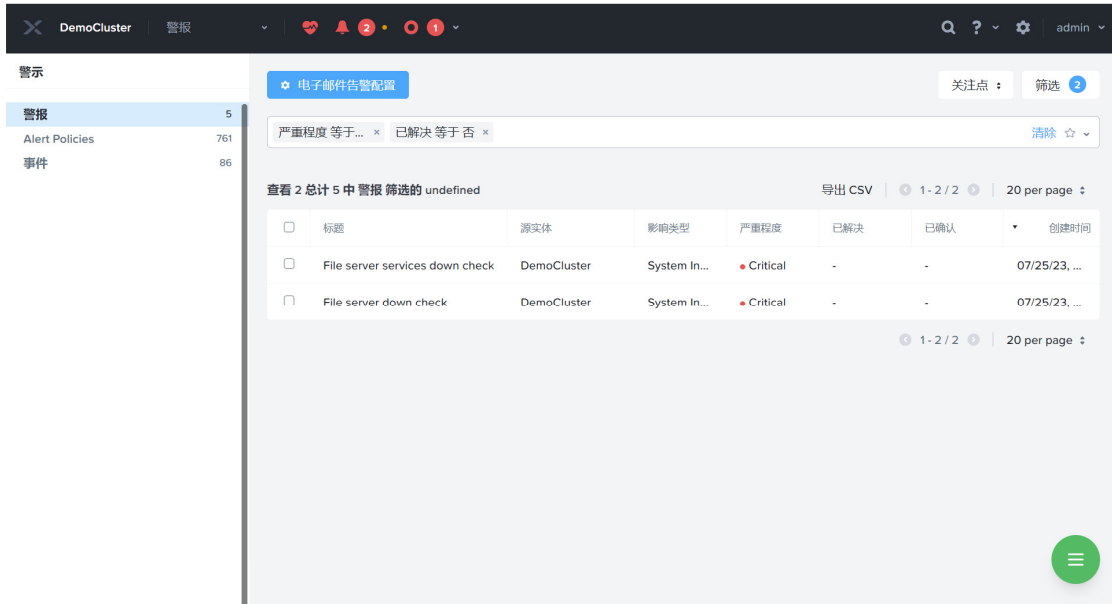 DemoCluster 警报 2 1 ? admin
警示
警报 5
Alert Policies 761
事件 86
电子邮件告警配置 关注点 筛选 2
严重程度 等于... × 已解决 等于 否 × 清除
查看 2 总计 5 中 警报 筛选的 undefined 导出 CSV 1 - 2 / 2 20 per page
标题 源实体 影响类型 严重程度 已解决 已确认 创建时间
File server services down check DemoCluster System In... Critical - - 07/25/23, ...
File server down check DemoCluster System In... Critical - - 07/25/23, ...
1 - 2 / 2 20 per page